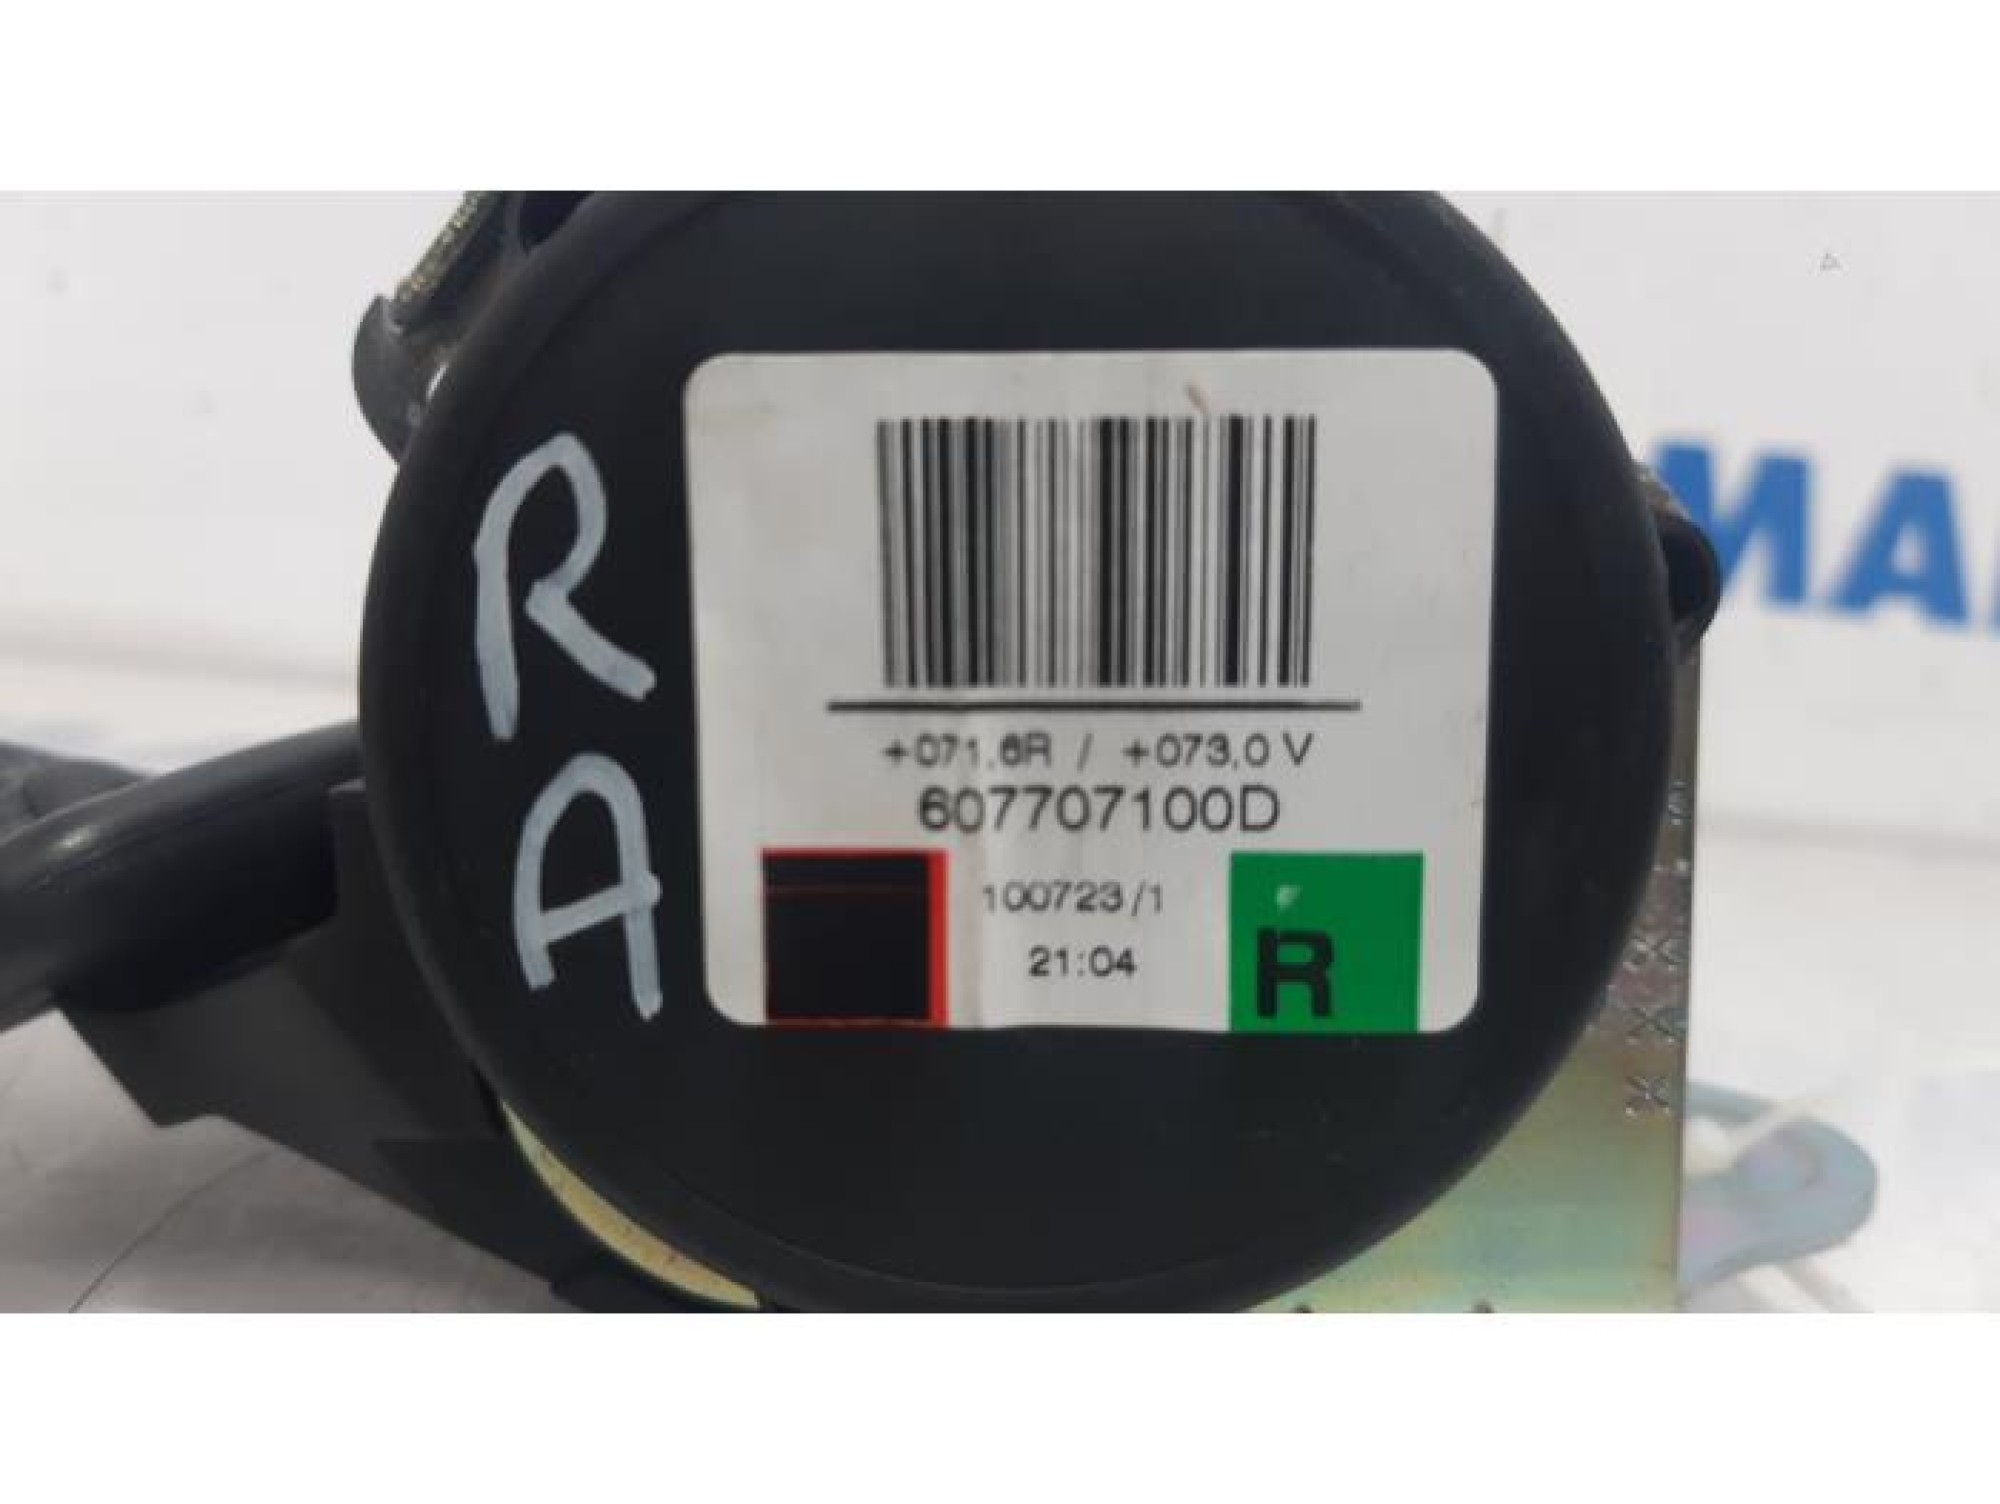 R
A
+071,6R / +073,0 V
607707100D
100723/1
21:04
R
MA